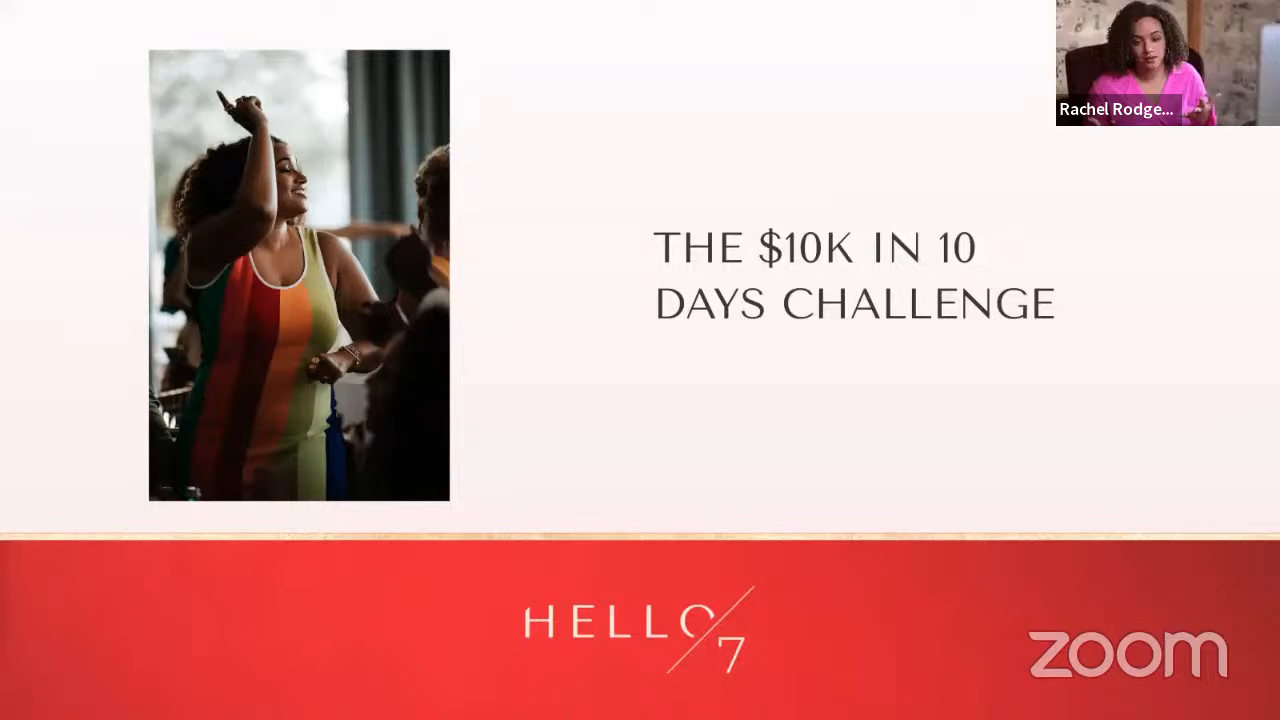 Rachel Rodge...
THE $10K IN 10
DAYS CHALLENGE
HELLO
7
zoom